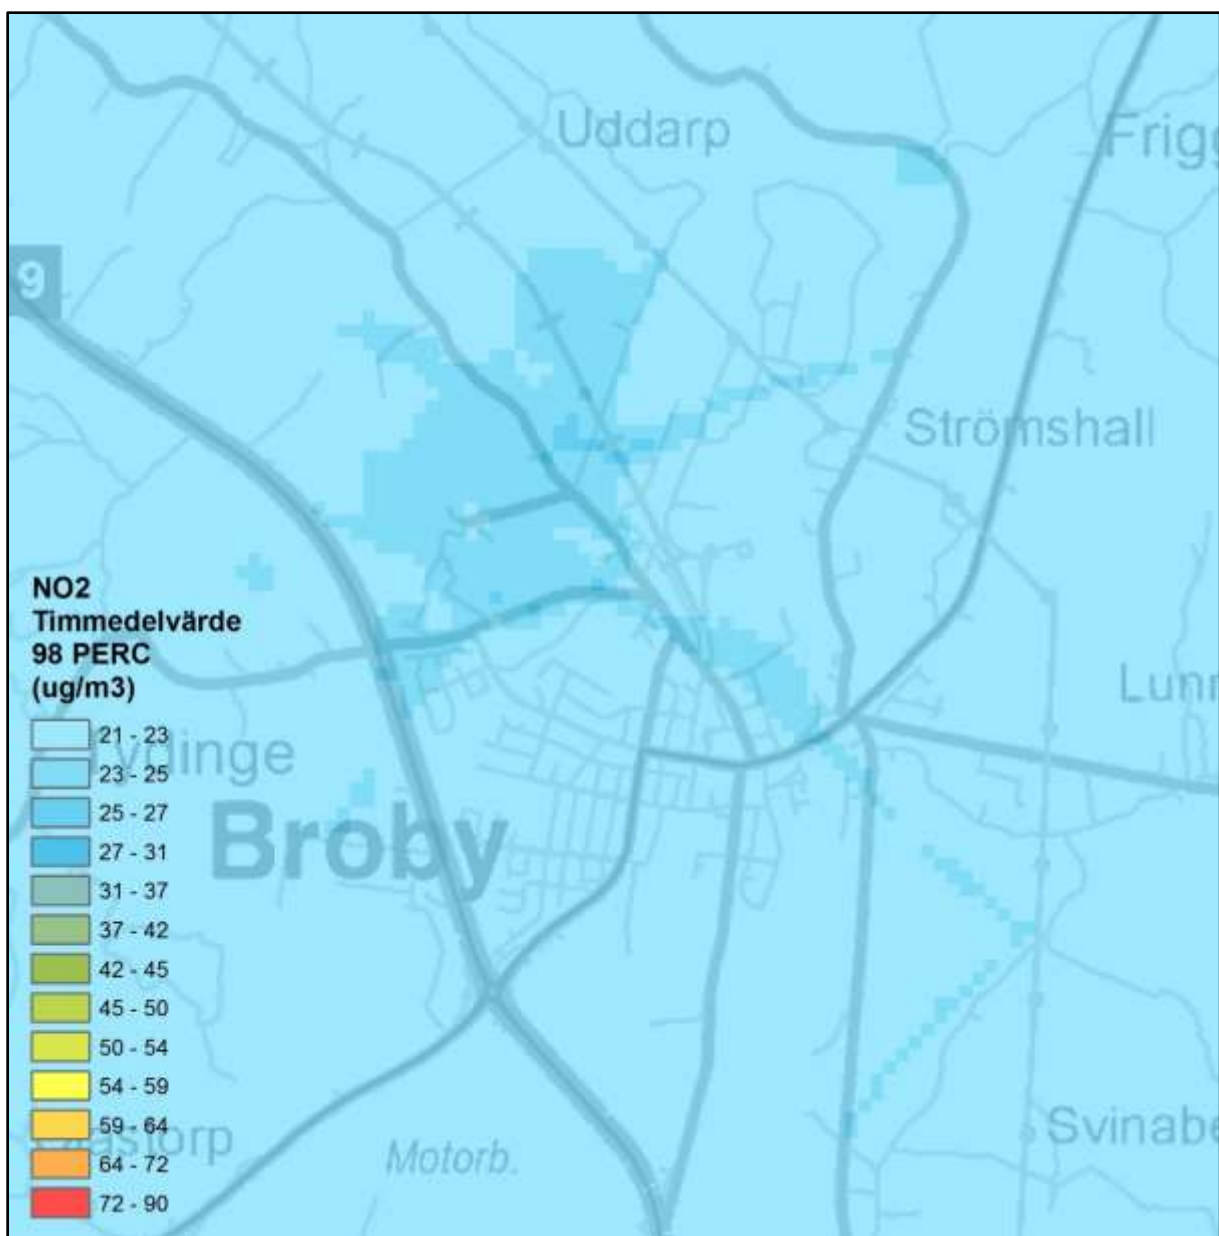 Uddarp
Frigg
9
Strömshall
NO2
Timmedelvärde
98 PERC
(ug/m3)
Lunn
21 - 23
23 - 25
25 - 27
27 - 31
31 - 37
37 - 42
42 - 45
45 - 50
50 - 54
54 - 59
59 - 64
64 - 72
72 - 90
Broby
Svinabe
Motorb.